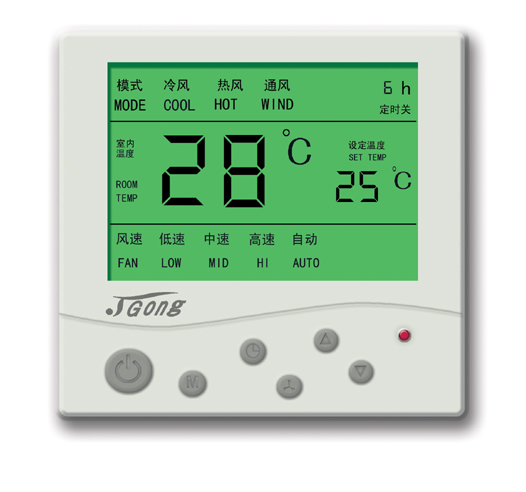 模式 冷风 热风 通风
MODE COOL HOT WIND
6 h
定时关
室内
温度
ROOM
TEMP
28°C
设定温度
SET TEMP
25°C
风速 低速 中速 高速 自动
FAN LOW MID HI AUTO
JGong
M